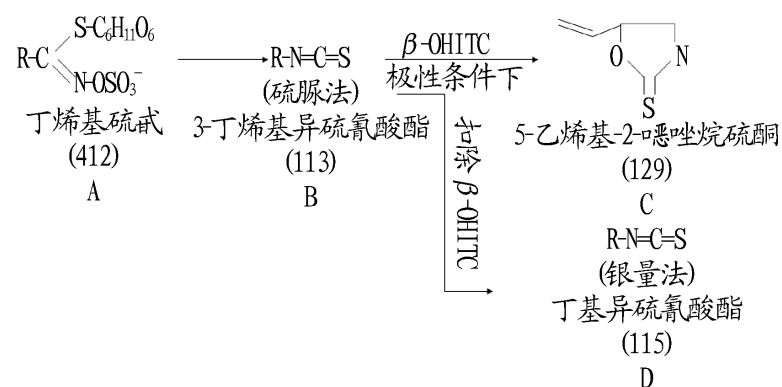 S-C₆H₁₁O₆
R-C
N-OSO₃⁻
丁烯基硫甙
(412)
A
R-N=C=S
(硫脲法)
3-丁烯基异硫氰酸酯
(113)
B
β-OHITC
极性条件下
扣除β-OHITC
O
N
S
5-乙烯基-2-噁唑烷硫酮
(129)
C
R-N=C=S
(银量法)
丁基异硫氰酸酯
(115)
D